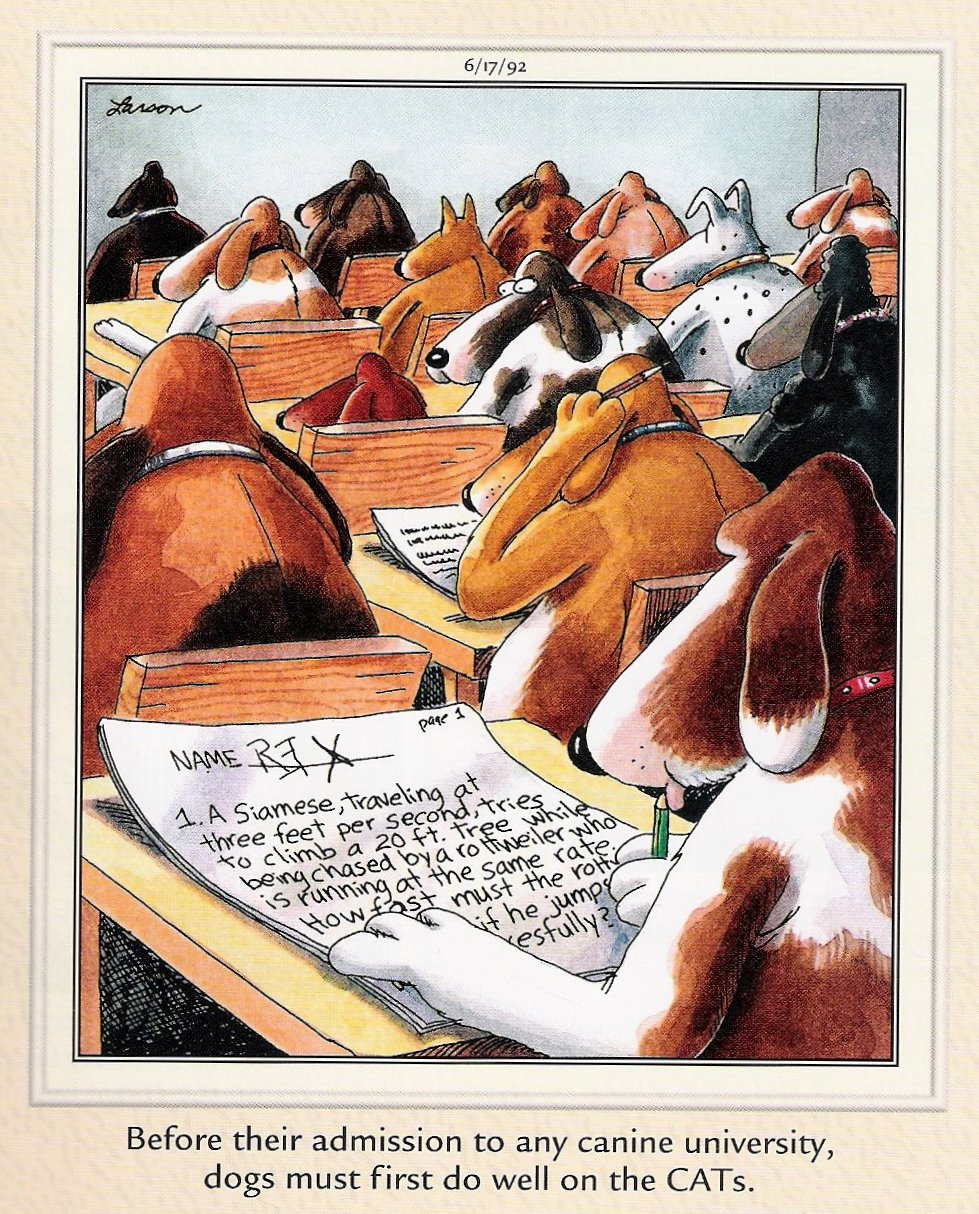 6/17/92
Larson
page 1
NAME REX
1. A Siamese, traveling at
three feet per second, tries
to climb a 20 ft. tree while
being chased by a rottweiler who
is running at the same rate.
How fast must the rott
if he jumps
cesfully?
Before their admission to any canine university,
dogs must first do well on the CATs.